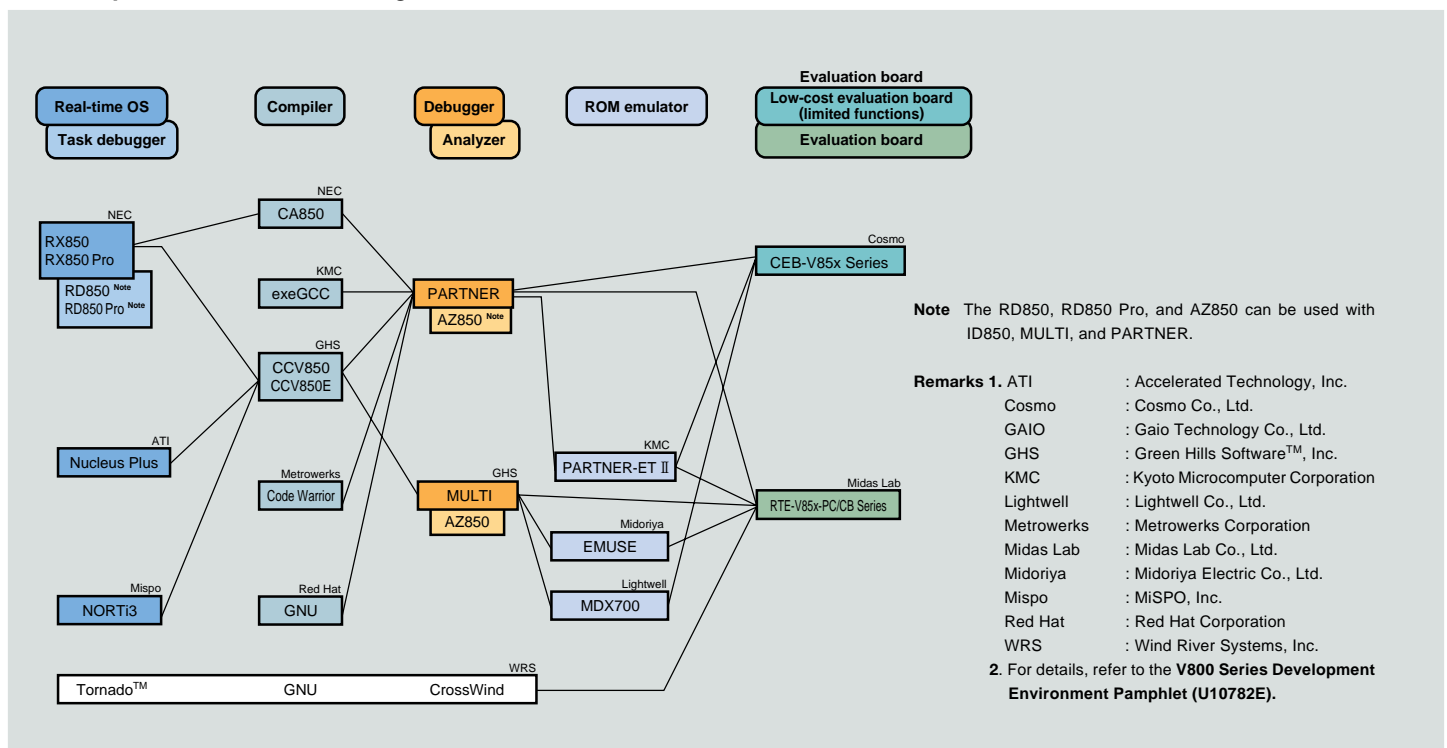 Evaluation board
Real-time OS
Task debugger
Compiler
Debugger
Analyzer
ROM emulator
Low-cost evaluation board
(limited functions)
Evaluation board
NEC
RX850
RX850 Pro
RD850 Note
RD850 Pro Note
ATI
Nucleus Plus
Mispo
NORTi3
NEC
CA850
KMC
exeGCC
GHS
CCV850
CCV850E
Metrowerks
Code Warrior
Red Hat
GNU
PARTNER
AZ850 Note
GHS
MULTI
AZ850
KMC
PARTNER-ET II
Midoriya
EMUSE
Lightwell
MDX700
Cosmo
CEB-V85x Series
Midas Lab
RTE-V85x-PC/CB Series
WRS
Tornado™ GNU CrossWind
Note The RD850, RD850 Pro, and AZ850 can be used with
ID850, MULTI, and PARTNER.
Remarks 1. ATI : Accelerated Technology, Inc.
Cosmo : Cosmo Co., Ltd.
GAIO : Gaio Technology Co., Ltd.
GHS : Green Hills Software™, Inc.
KMC : Kyoto Microcomputer Corporation
Lightwell : Lightwell Co., Ltd.
Metrowerks : Metrowerks Corporation
Midas Lab : Midas Lab Co., Ltd.
Midoriya : Midoriya Electric Co., Ltd.
Mispo : MiSPO, Inc.
Red Hat : Red Hat Corporation
WRS : Wind River Systems, Inc.
2. For details, refer to the V800 Series Development
Environment Pamphlet (U10782E).